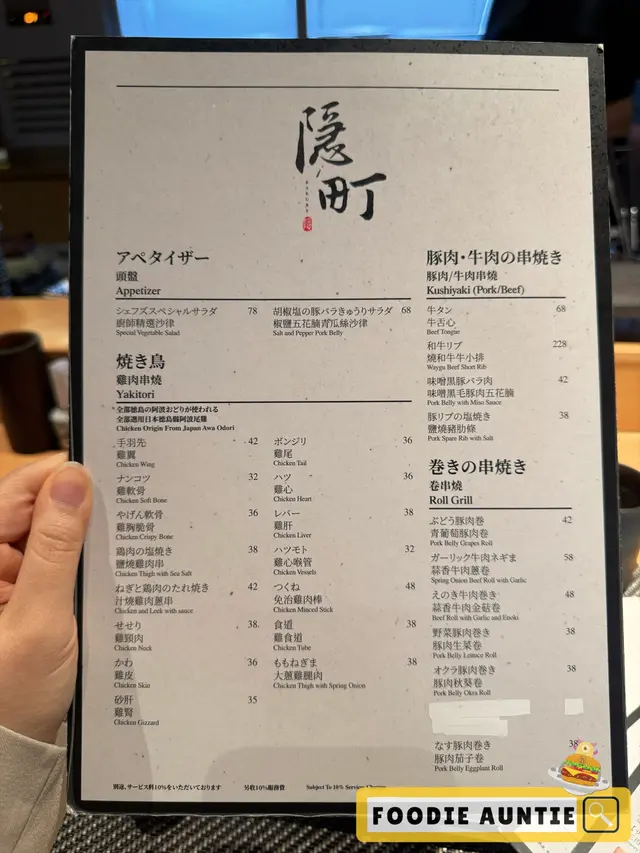 隠町
アペタイザー
頭盤
Appetizer
シェフズスペシャルサラダ 78
廚師精選沙律
Special Vegetable Salad
胡椒塩の豚バラきゅうりサラダ 68
椒鹽五花腩青瓜絲沙律
Salt and Pepper Pork Belly
焼き鳥
雞肉串燒
Yakitori
全部徳島の阿波おどりが使われる
全部選用日本德島縣阿波尾雞
Chicken Origin From Japan Awa Odori
手羽先 42
雞翼
Chicken Wing
ナンコツ 32
雞軟骨
Chicken Soft Bone
やげん軟骨 36
雞胸脆骨
Chicken Crispy Bone
鶏肉の塩焼き 38
鹽燒雞肉串
Chicken Thigh with Sea Salt
ねぎと鶏肉のたれ焼き 42
汁燒雞肉蔥串
Chicken and Leek with sauce
せせり 38
雞頸肉
Chicken Neck
かわ 36
雞皮
Chicken Skin
砂肝 35
雞腎
Chicken Gizzard
ボンジリ 36
雞尾
Chicken Tail
ハツ 36
雞心
Chicken Heart
レバー 38
雞肝
Chicken Liver
ハツモト 32
雞心喉管
Chicken Vessels
つくね 48
免治雞肉棒
Chicken Minced Stick
食道 38
雞食道
Chicken Tube
ももねぎま 38
大蔥雞腿肉
Chicken Thigh with Spring Onion
豚肉・牛肉の串焼き
豚肉/牛肉串燒
Kushiyaki (Pork/Beef)
牛タン 68
牛舌心
Beef Tongue
和牛リブ 228
燒和牛牛小排
Wagyu Beef Short Rib
味噌黒豚バラ肉 42
味噌黑毛豚肉五花腩
Pork Belly with Miso Sauce
豚リブの塩焼き 38
鹽燒豬肋條
Pork Spare Rib with Salt
巻きの串焼き
卷串燒
Roll Grill
ぶどう豚肉巻 42
青葡萄豚肉卷
Pork Belly Grapes Roll
ガーリック牛肉ネギま 58
蒜香牛肉蔥卷
Spring Onion Beef Roll with Garlic
えのき牛肉巻き 48
蒜香牛肉金菇卷
Beef Roll with Garlic and Enoki
野菜豚肉巻き 38
豚肉生菜卷
Pork Belly Lettuce Roll
オクラ豚肉巻き 38
豚肉秋葵卷
Pork Belly Okra Roll
なす豚肉巻き 38
豚肉茄子卷
Pork Belly Eggplant Roll
別途、サービス料10%をいただいております 另收10%服務費 Subject To 10% Service Charge
FOODIE AUNTIE